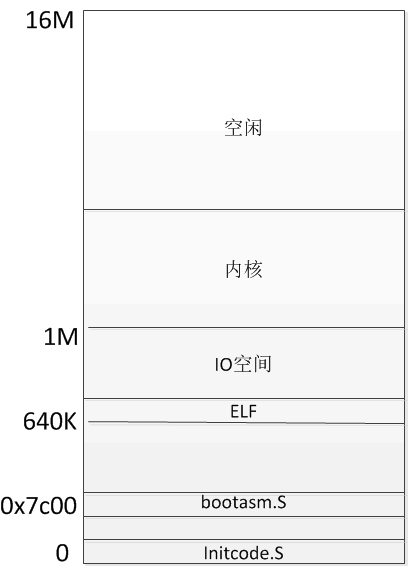 16M
空闲
内核
1M
IO空间
ELF
640K
0x7c00
bootasm.S
0
Initcode.S